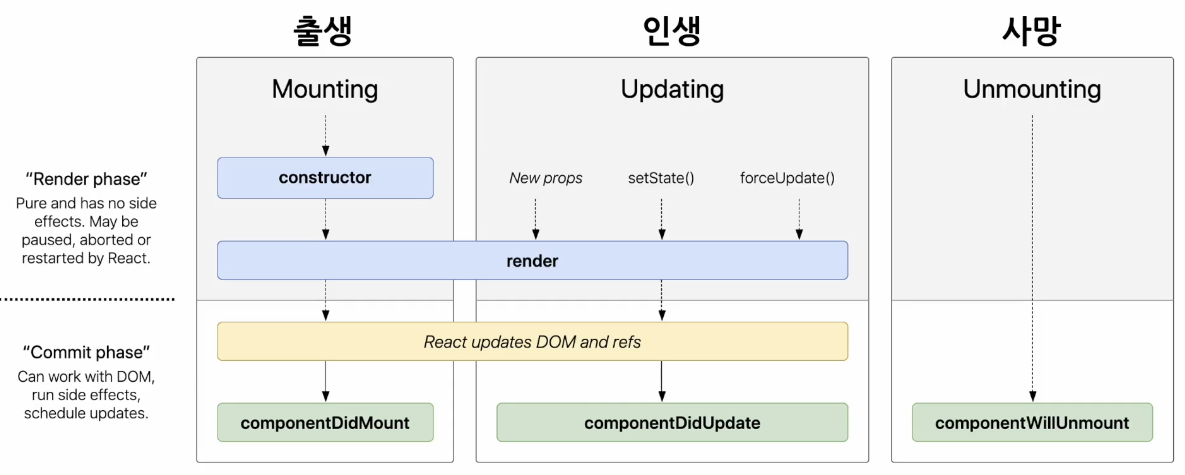 출생
인생
사망
Mounting
Updating
Unmounting
“Render phase”
Pure and has no side
effects. May be
paused, aborted or
restarted by React.
constructor
New props
setState()
forceUpdate()
render
“Commit phase”
Can work with DOM,
run side effects,
schedule updates.
React updates DOM and refs
componentDidMount
componentDidUpdate
componentWillUnmount